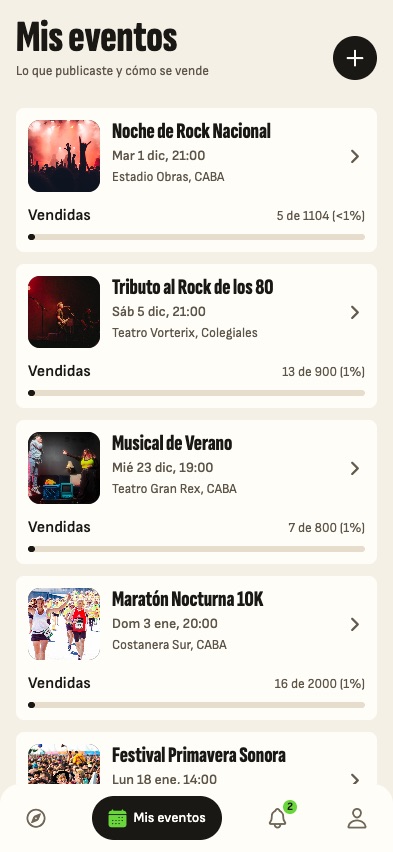 Mis eventos
Lo que publicaste y cómo se vende
Noche de Rock Nacional
Mar 1 dic, 21:00
Estadio Obras, CABA
Vendidas 5 de 1104 (<1%)
Tributo al Rock de los 80
Sáb 5 dic, 21:00
Teatro Vorterix, Colegiales
Vendidas 13 de 900 (1%)
Musical de Verano
Mié 23 dic, 19:00
Teatro Gran Rex, CABA
Vendidas 7 de 800 (1%)
Maratón Nocturna 10K
Dom 3 ene, 20:00
Costanera Sur, CABA
Vendidas 16 de 2000 (1%)
Festival Primavera Sonora
Lun 18 ene, 14:00
Mis eventos 2